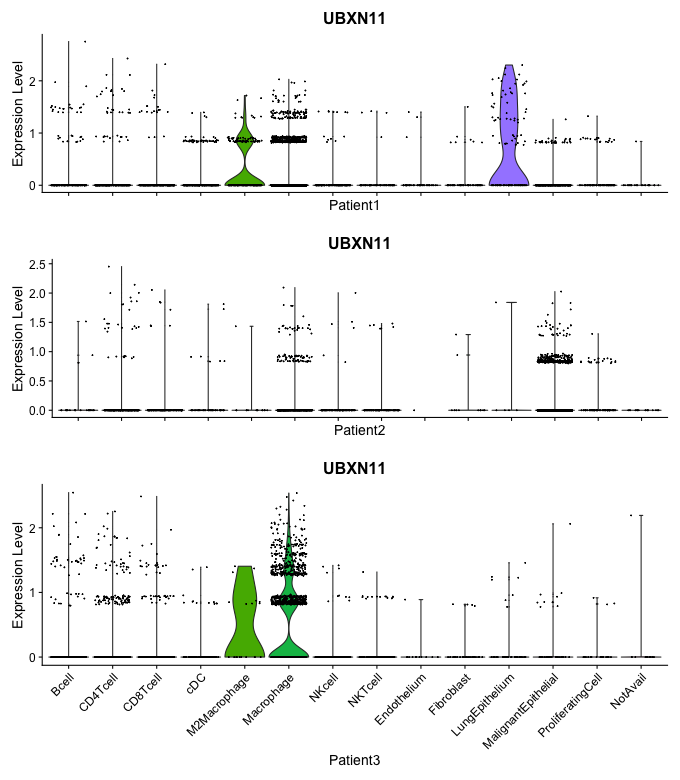 UBXN11
Expression Level
2
1
0
Patient1
UBXN11
Expression Level
2.5
2.0
1.5
1.0
0.5
0.0
Patient2
UBXN11
Expression Level
2
1
0
Bcell
CD4Tcell
CD8Tcell
cDC
M2Macrophage
Macrophage
NKcell
NKTcell
Endothelium
Fibroblast
LungEpithelium
MalignantEpithelial
ProliferatingCell
NotAvail
Patient3